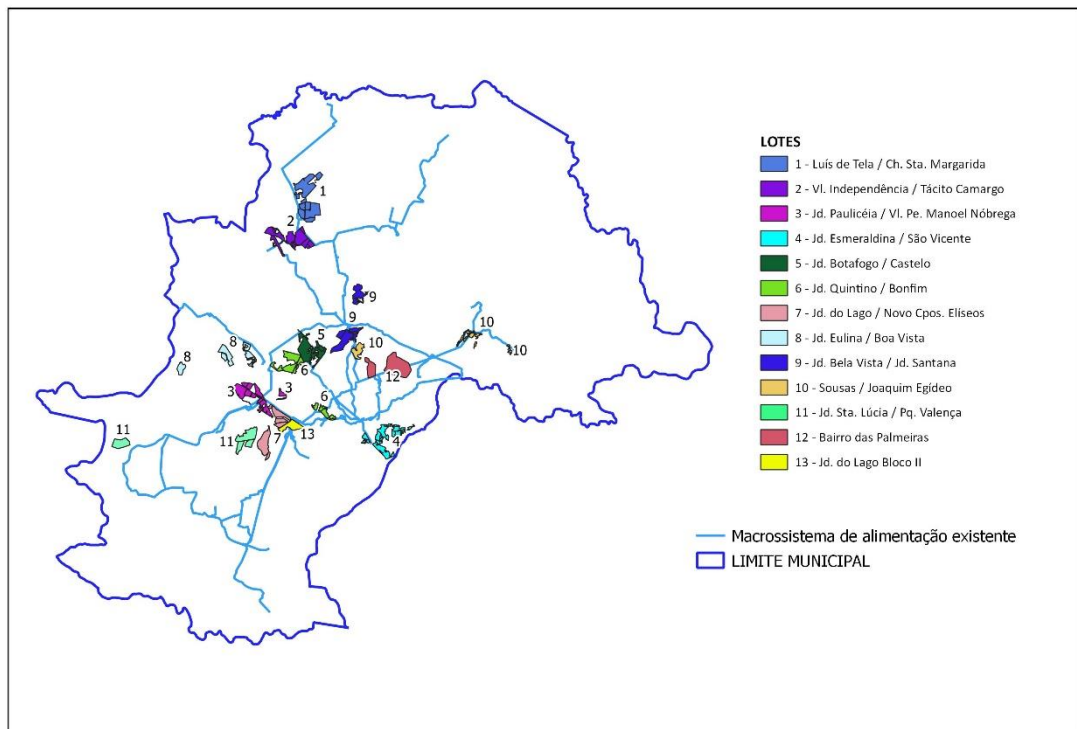 1
2
9
9
5
10
10
10
8
8
6
12
3
3
6
11
11
7
13
4
LOTES
1 - Luís de Tela / Ch. Sta. Margarida
2 - Vl. Independência / Tácito Camargo
3 - Jd. Paulicéia / Vl. Pe. Manoel Nóbrega
4 - Jd. Esmeraldina / São Vicente
5 - Jd. Botafogo / Castelo
6 - Jd. Quintino / Bonfim
7 - Jd. do Lago / Novo Cpos. Elíseos
8 - Jd. Eulina / Boa Vista
9 - Jd. Bela Vista / Jd. Santana
10 - Sousas / Joaquim Egídeo
11 - Jd. Sta. Lúcia / Pq. Valença
12 - Bairro das Palmeiras
13 - Jd. do Lago Bloco II
Macrossistema de alimentação existente
LIMITE MUNICIPAL